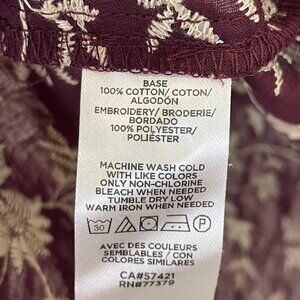 BASE
100% COTTON/ COTON/
ALGODÓN
EMBROIDERY/ BRODERIE/
BORDADO
100% POLYESTER/
POLIÉSTER
MACHINE WASH COLD
WITH LIKE COLORS
ONLY NON-CHLORINE
BLEACH WHEN NEEDED
TUMBLE DRY LOW
WARM IRON WHEN NEEDED
30 P
AVEC DES COULEURS
SEMBLABLES / CON
COLORES SIMILARES
CA#57421
RN#77379